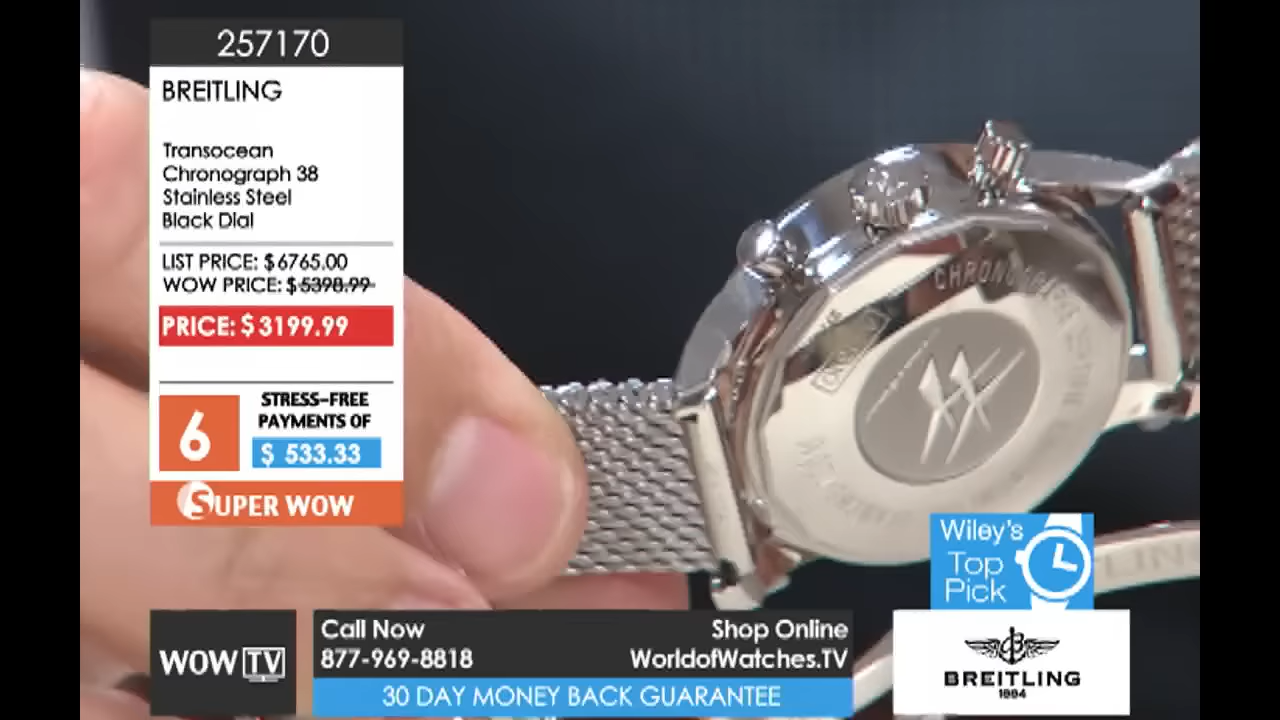 257170
BREITLING
Transocean
Chronograph 38
Stainless Steel
Black Dial
LIST PRICE: $6765.00
WOW PRICE: $5398.99
PRICE: $3199.99
6
STRESS-FREE
PAYMENTS OF
$ 533.33
SUPER WOW
CHRONO
Wiley's
Top
Pick
WOW TV
Call Now
877-969-8818
Shop Online
WorldofWatches.TV
30 DAY MONEY BACK GUARANTEE
BREITLING
1884